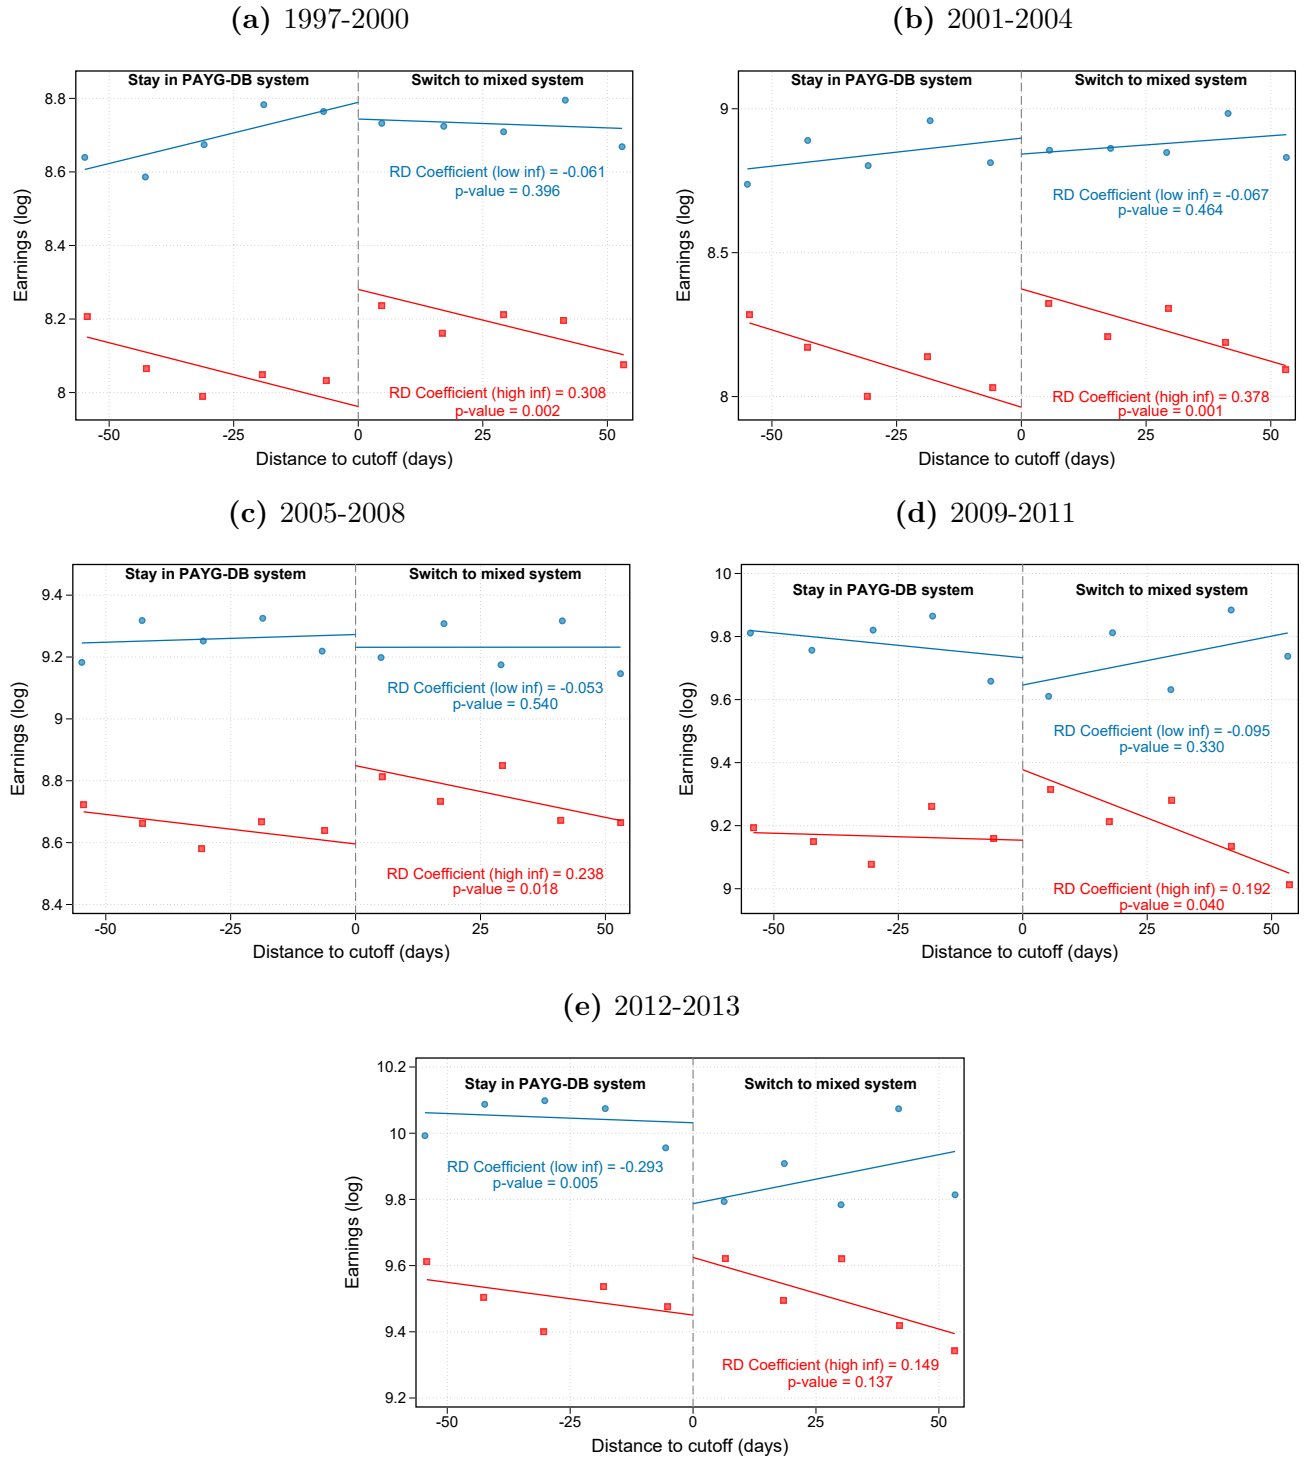 (a) 1997-2000
Stay in PAYG-DB system
Switch to mixed system
8.8
8.6
8.4
8.2
8
Earnings (log)
RD Coefficient (low inf) = -0.061
p-value = 0.396
RD Coefficient (high inf) = 0.308
p-value = 0.002
-50
-25
0
25
50
Distance to cutoff (days)
(b) 2001-2004
Stay in PAYG-DB system
Switch to mixed system
9
8.5
8
Earnings (log)
RD Coefficient (low inf) = -0.067
p-value = 0.464
RD Coefficient (high inf) = 0.378
p-value = 0.001
-50
-25
0
25
50
Distance to cutoff (days)
(c) 2005-2008
Stay in PAYG-DB system
Switch to mixed system
9.4
9.2
9
8.8
8.6
8.4
Earnings (log)
RD Coefficient (low inf) = -0.053
p-value = 0.540
RD Coefficient (high inf) = 0.238
p-value = 0.018
-50
-25
0
25
50
Distance to cutoff (days)
(d) 2009-2011
Stay in PAYG-DB system
Switch to mixed system
10
9.8
9.6
9.4
9.2
9
Earnings (log)
RD Coefficient (low inf) = -0.095
p-value = 0.330
RD Coefficient (high inf) = 0.192
p-value = 0.040
-50
-25
0
25
50
Distance to cutoff (days)
(e) 2012-2013
Stay in PAYG-DB system
Switch to mixed system
10.2
10
9.8
9.6
9.4
9.2
Earnings (log)
RD Coefficient (low inf) = -0.293
p-value = 0.005
RD Coefficient (high inf) = 0.149
p-value = 0.137
-50
-25
0
25
50
Distance to cutoff (days)